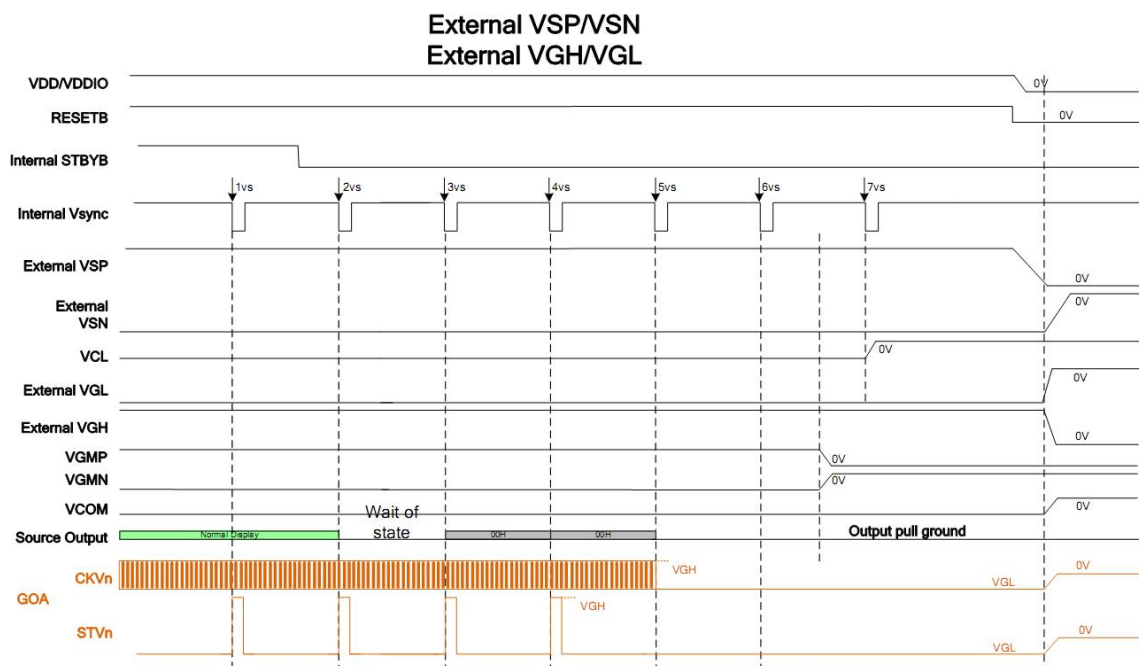 External VSP/VSN
External VGH/VGL
VDD/VDDIO
0V
RESETB
0V
Internal STBYB
1vs
2vs
3vs
4vs
5vs
6vs
7vs
Internal Vsync
External VSP
0V
External
VSN
0V
VCL
0V
External VGL
0V
External VGH
0V
VGMP
0V
VGMN
0V
VCOM
Wait of
state
Source Output
Normal Display
00H
00H
Output pull ground
CKVn
VGH
VGL
0V
GOA
STVn
VGH
VGL
0V